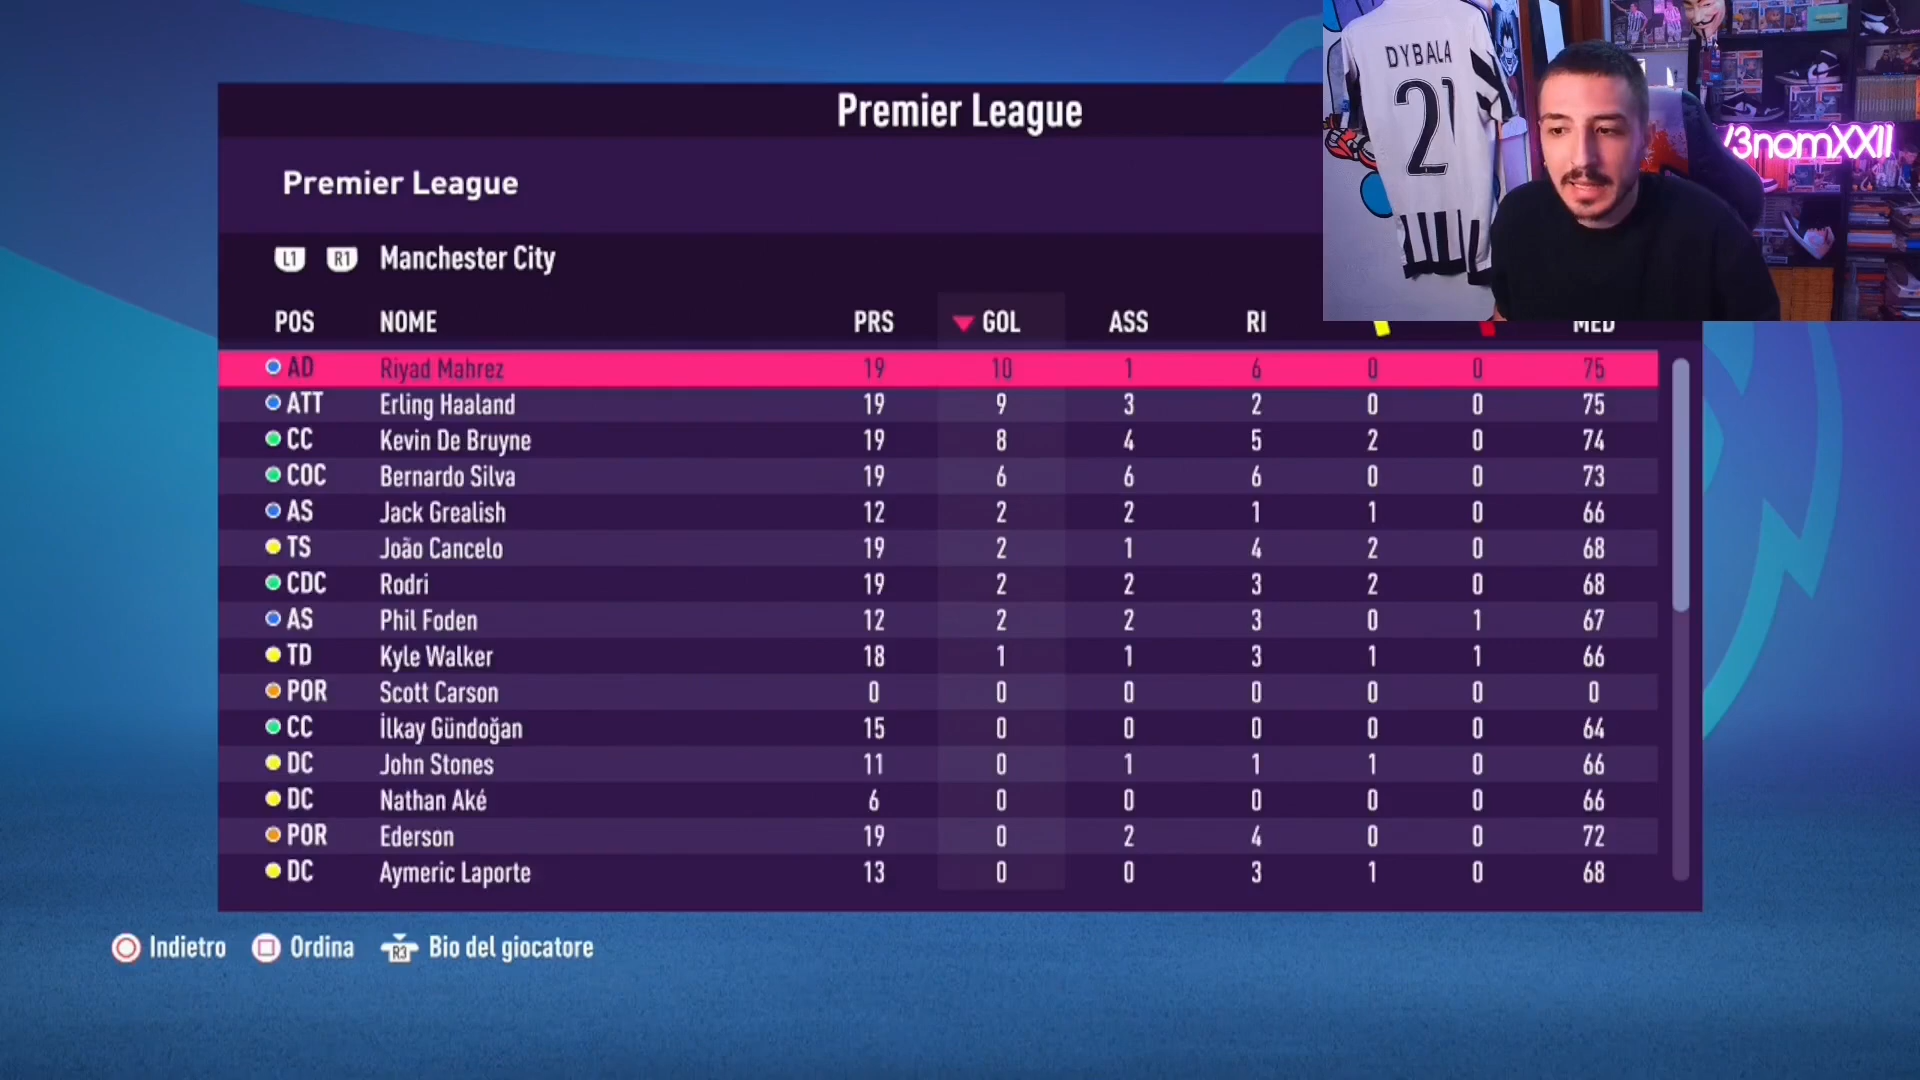 Premier League
Premier League
L1 R1 Manchester City
POS NOME PRS GOL ASS RI MED
AD Riyad Mahrez 19 10 1 6 0 0 75
ATT Erling Haaland 19 9 3 2 0 0 75
CC Kevin De Bruyne 19 8 4 5 2 0 74
COC Bernardo Silva 19 6 6 6 0 0 73
AS Jack Grealish 12 2 2 1 1 0 66
TS João Cancelo 19 2 1 4 2 0 68
CDC Rodri 19 2 2 3 2 0 68
AS Phil Foden 12 2 2 3 0 1 67
TD Kyle Walker 18 1 1 3 1 1 66
POR Scott Carson 0 0 0 0 0 0 0
CC İlkay Gündoğan 15 0 0 0 0 0 64
DC John Stones 11 0 1 1 1 0 66
DC Nathan Aké 6 0 0 0 0 0 66
POR Ederson 19 0 2 4 0 0 72
DC Aymeric Laporte 13 0 0 3 1 0 68
Indietro Ordina R3 Bio del giocatore
DYBALA
21
V3nomXXII